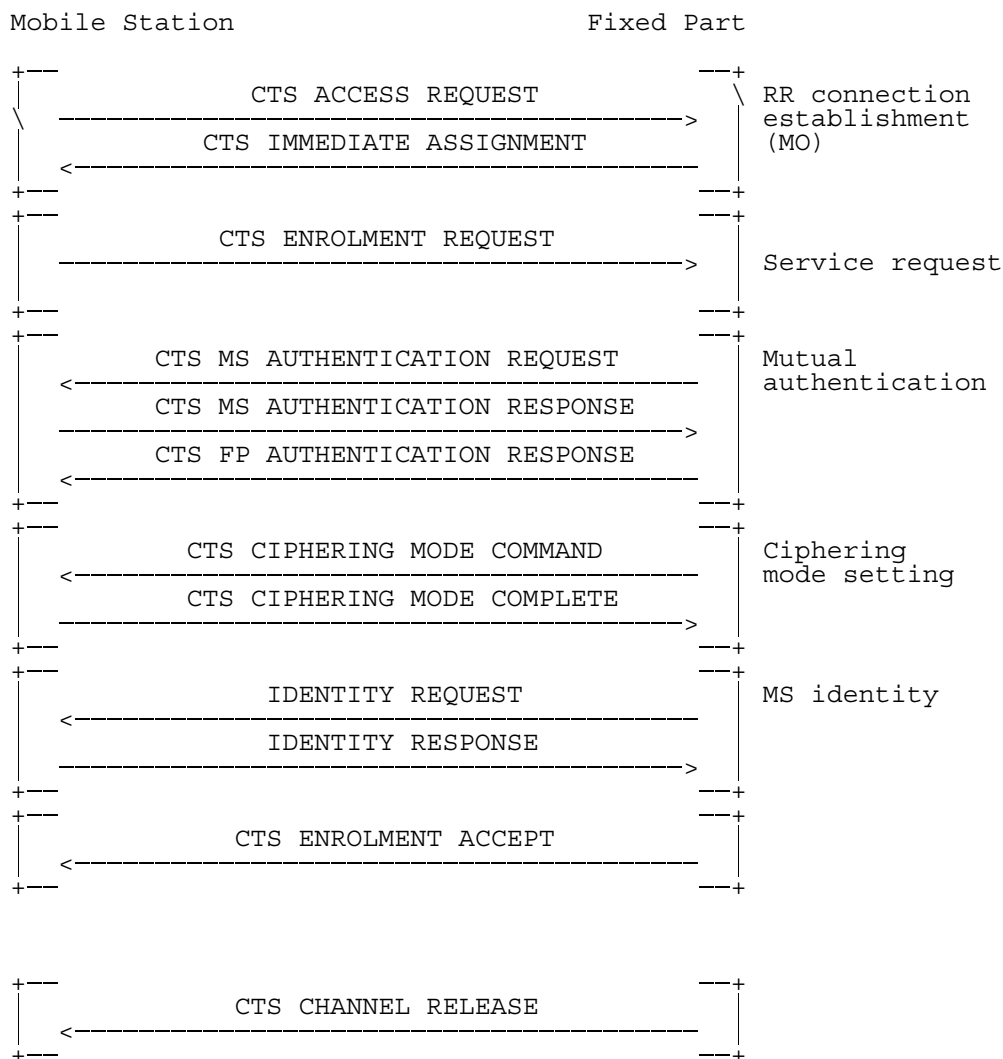 Mobile Station Fixed Part
CTS ACCESS REQUEST
RR connection
establishment
(MO)
CTS IMMEDIATE ASSIGNMENT
CTS ENROLMENT REQUEST
Service request
CTS MS AUTHENTICATION REQUEST
Mutual
authentication
CTS MS AUTHENTICATION RESPONSE
CTS FP AUTHENTICATION RESPONSE
CTS CIPHERING MODE COMMAND
Ciphering
mode setting
CTS CIPHERING MODE COMPLETE
IDENTITY REQUEST
MS identity
IDENTITY RESPONSE
CTS ENROLMENT ACCEPT
CTS CHANNEL RELEASE